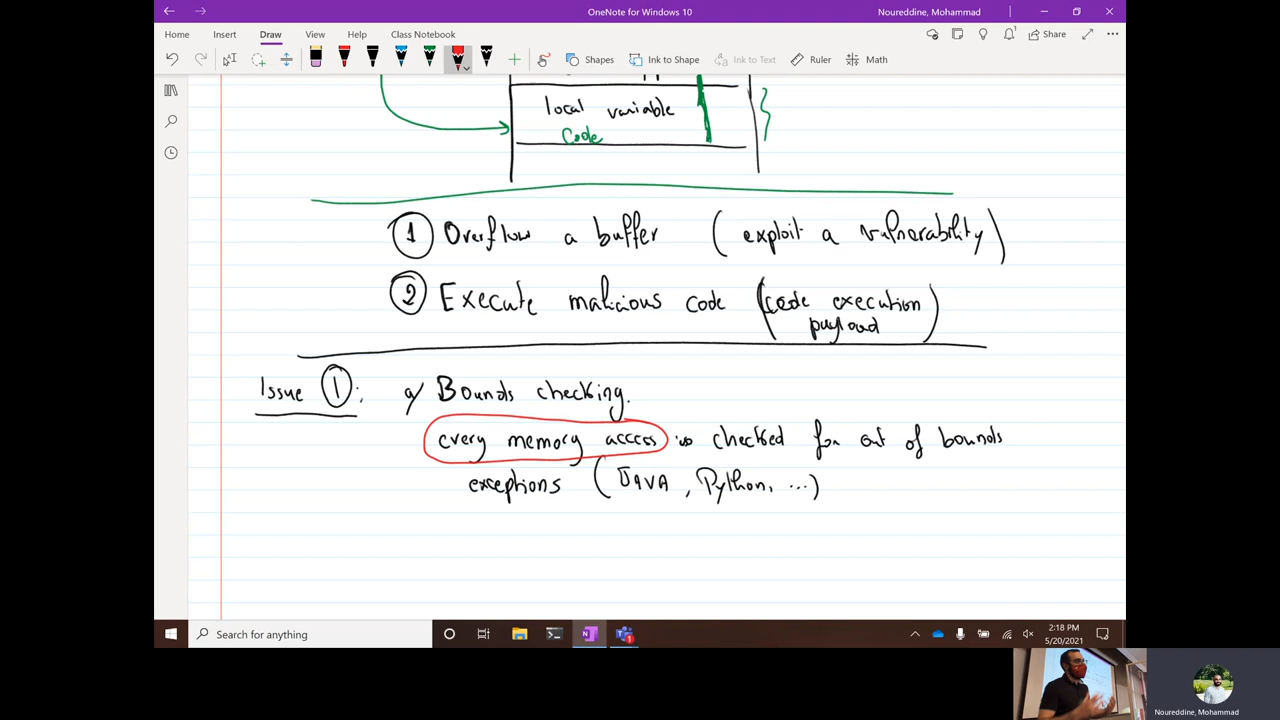 OneNote for Windows 10
Noureddine, Mohammad
Home Insert Draw View Help Class Notebook
Share
Shapes Ink to Shape Ink to Text Ruler Math
local variable
Code
1 Overflow a buffer (exploit a vulnerability)
2 Execute malicious code (code execution
payload)
Issue 1: a/ Bounds checking.
every memory access is checked for out of bounds
exceptions (JAVA, Python, ...)
Search for anything
2:18 PM
5/20/2021
Noureddine, Mohammad